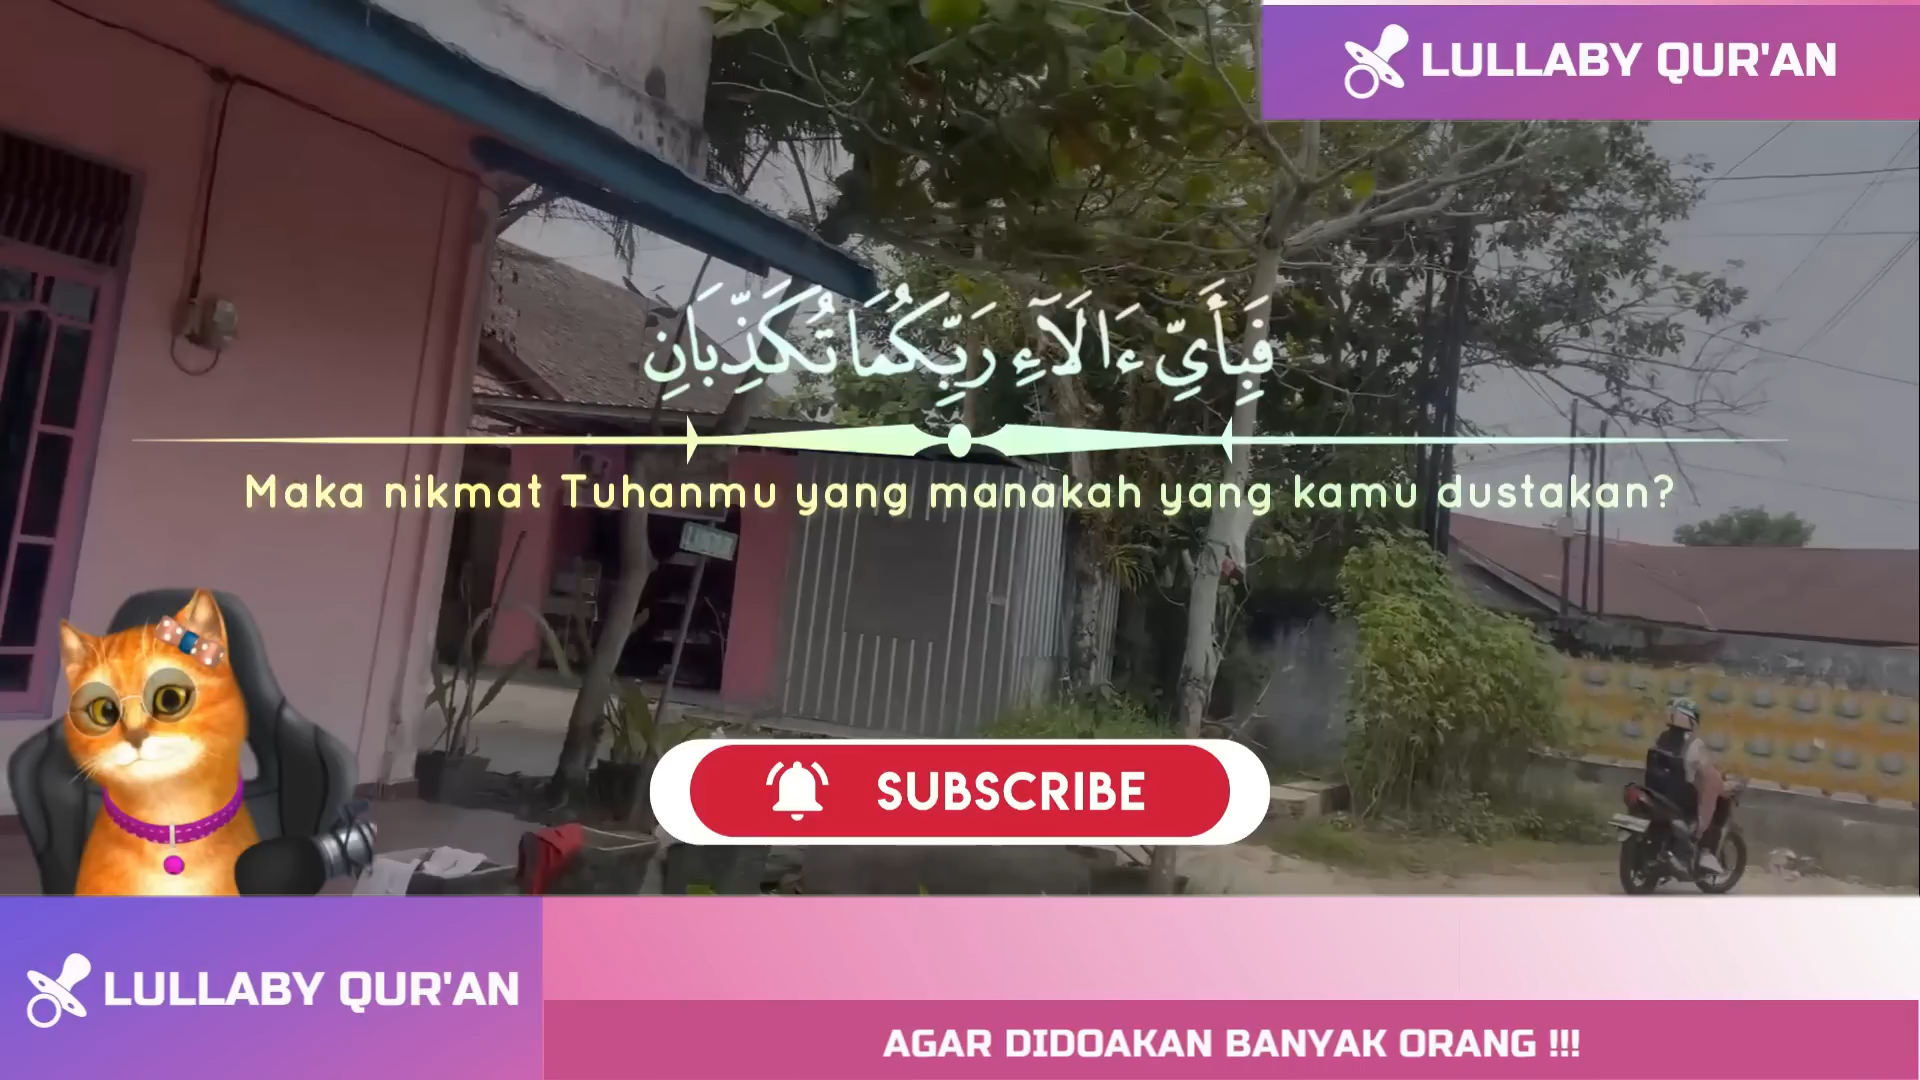 LULLABY QUR'AN
فَبِأَيِّ ءَالَآءِ رَبِّكُمَا تُكَذِّبَانِ
Maka nikmat Tuhanmu yang manakah yang kamu dustakan?
SUBSCRIBE
LULLABY QUR'AN
AGAR DIDOAKAN BANYAK ORANG !!!